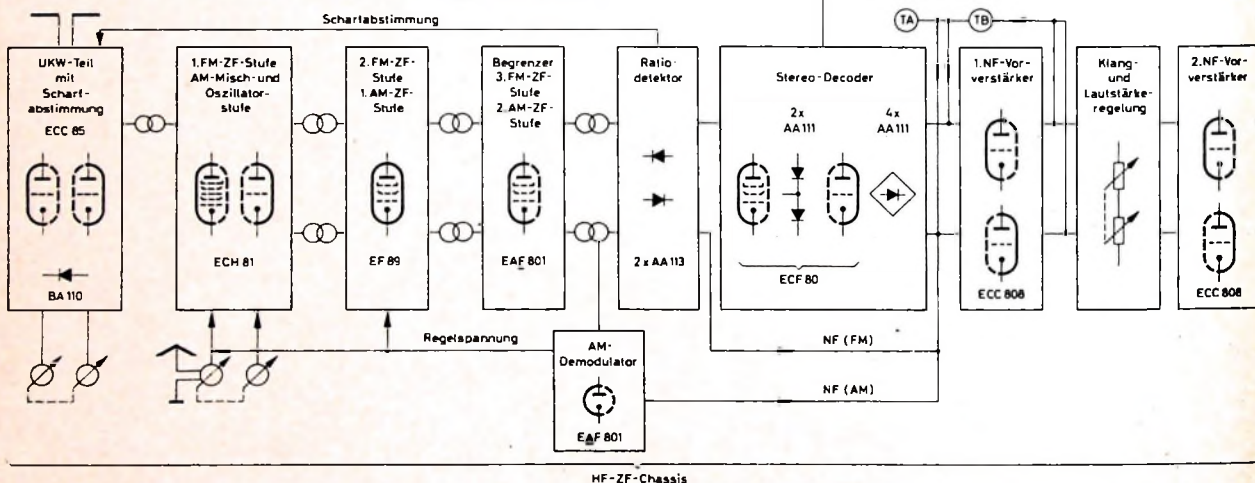 Scharfabstimmung
TA
TB
UKW-Teil
mit
Scharf-
abstimmung
ECC 85
BA 110
1.FM-ZF-Stufe
AM-Misch-und
Oszillator-
stufe
ECH 81
2. FM-ZF-
Stufe
1. AM-ZF-
Stufe
EF 89
Begrenzer
3. FM-ZF-
Stufe
2. AM-ZF-
Stufe
EAF 801
Ratio-
detektor
2 x AA 113
Stereo-Decoder
2x
AA 111
4x
AA 111
ECF 80
1. NF-Vor-
verstärker
ECC 808
Klang-
und
Lautstärke-
regelung
2. NF-Vor-
verstärker
ECC 808
Regelspannung
AM-
Demodulator
EAF 801
NF (FM)
NF (AM)
HF-ZF-Chassis